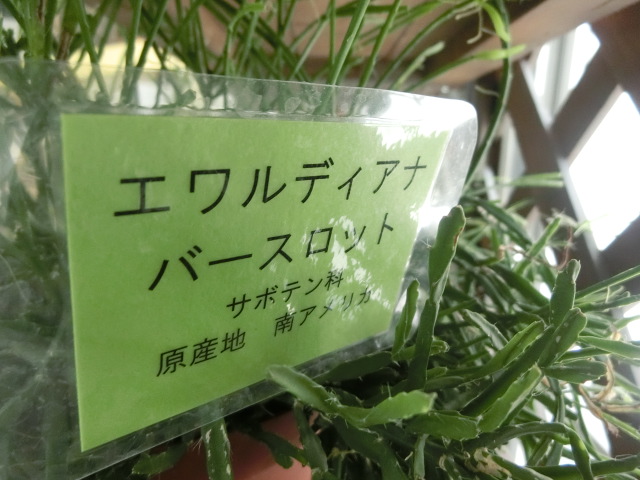 エワルディアナ
バースロット
サボテン科
原産地　南アメリカ